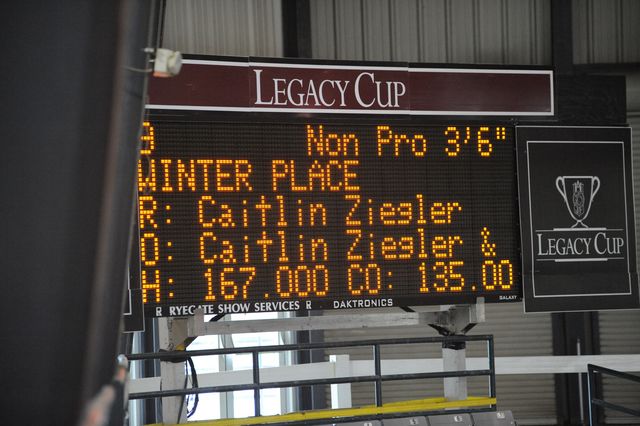 LEGACY CUP
9 Non Pro 3'6"
WINTER PLACE
R: Caitlin Ziegler
O: Caitlin Ziegler &
H: 167.000 CO: 135.00
LEGACY CUP
R RYEGATE SHOW SERVICES R DAKTRONICS GALAXY